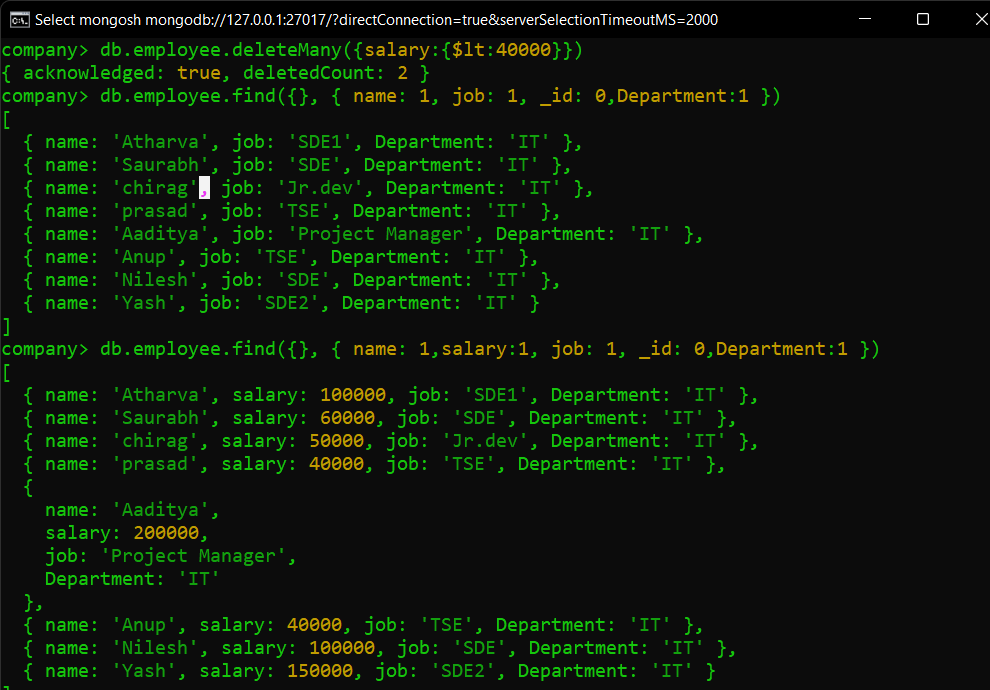 Select mongosh mongodb://127.0.0.1:27017/?directConnection=true&serverSelectionTimeoutMS=2000
company> db.employee.deleteMany({salary:{$lt:40000}})
{ acknowledged: true, deletedCount: 2 }
company> db.employee.find({}, { name: 1, job: 1, _id: 0,Department:1 })
[
  { name: 'Atharva', job: 'SDE1', Department: 'IT' },
  { name: 'Saurabh', job: 'SDE', Department: 'IT' },
  { name: 'chirag', job: 'Jr.dev', Department: 'IT' },
  { name: 'prasad', job: 'TSE', Department: 'IT' },
  { name: 'Aaditya', job: 'Project Manager', Department: 'IT' },
  { name: 'Anup', job: 'TSE', Department: 'IT' },
  { name: 'Nilesh', job: 'SDE', Department: 'IT' },
  { name: 'Yash', job: 'SDE2', Department: 'IT' }
]
company> db.employee.find({}, { name: 1,salary:1, job: 1, _id: 0,Department:1 })
[
  { name: 'Atharva', salary: 100000, job: 'SDE1', Department: 'IT' },
  { name: 'Saurabh', salary: 60000, job: 'SDE', Department: 'IT' },
  { name: 'chirag', salary: 50000, job: 'Jr.dev', Department: 'IT' },
  { name: 'prasad', salary: 40000, job: 'TSE', Department: 'IT' },
  {
    name: 'Aaditya',
    salary: 200000,
    job: 'Project Manager',
    Department: 'IT'
  },
  { name: 'Anup', salary: 40000, job: 'TSE', Department: 'IT' },
  { name: 'Nilesh', salary: 100000, job: 'SDE', Department: 'IT' },
  { name: 'Yash', salary: 150000, job: 'SDE2', Department: 'IT' }
]